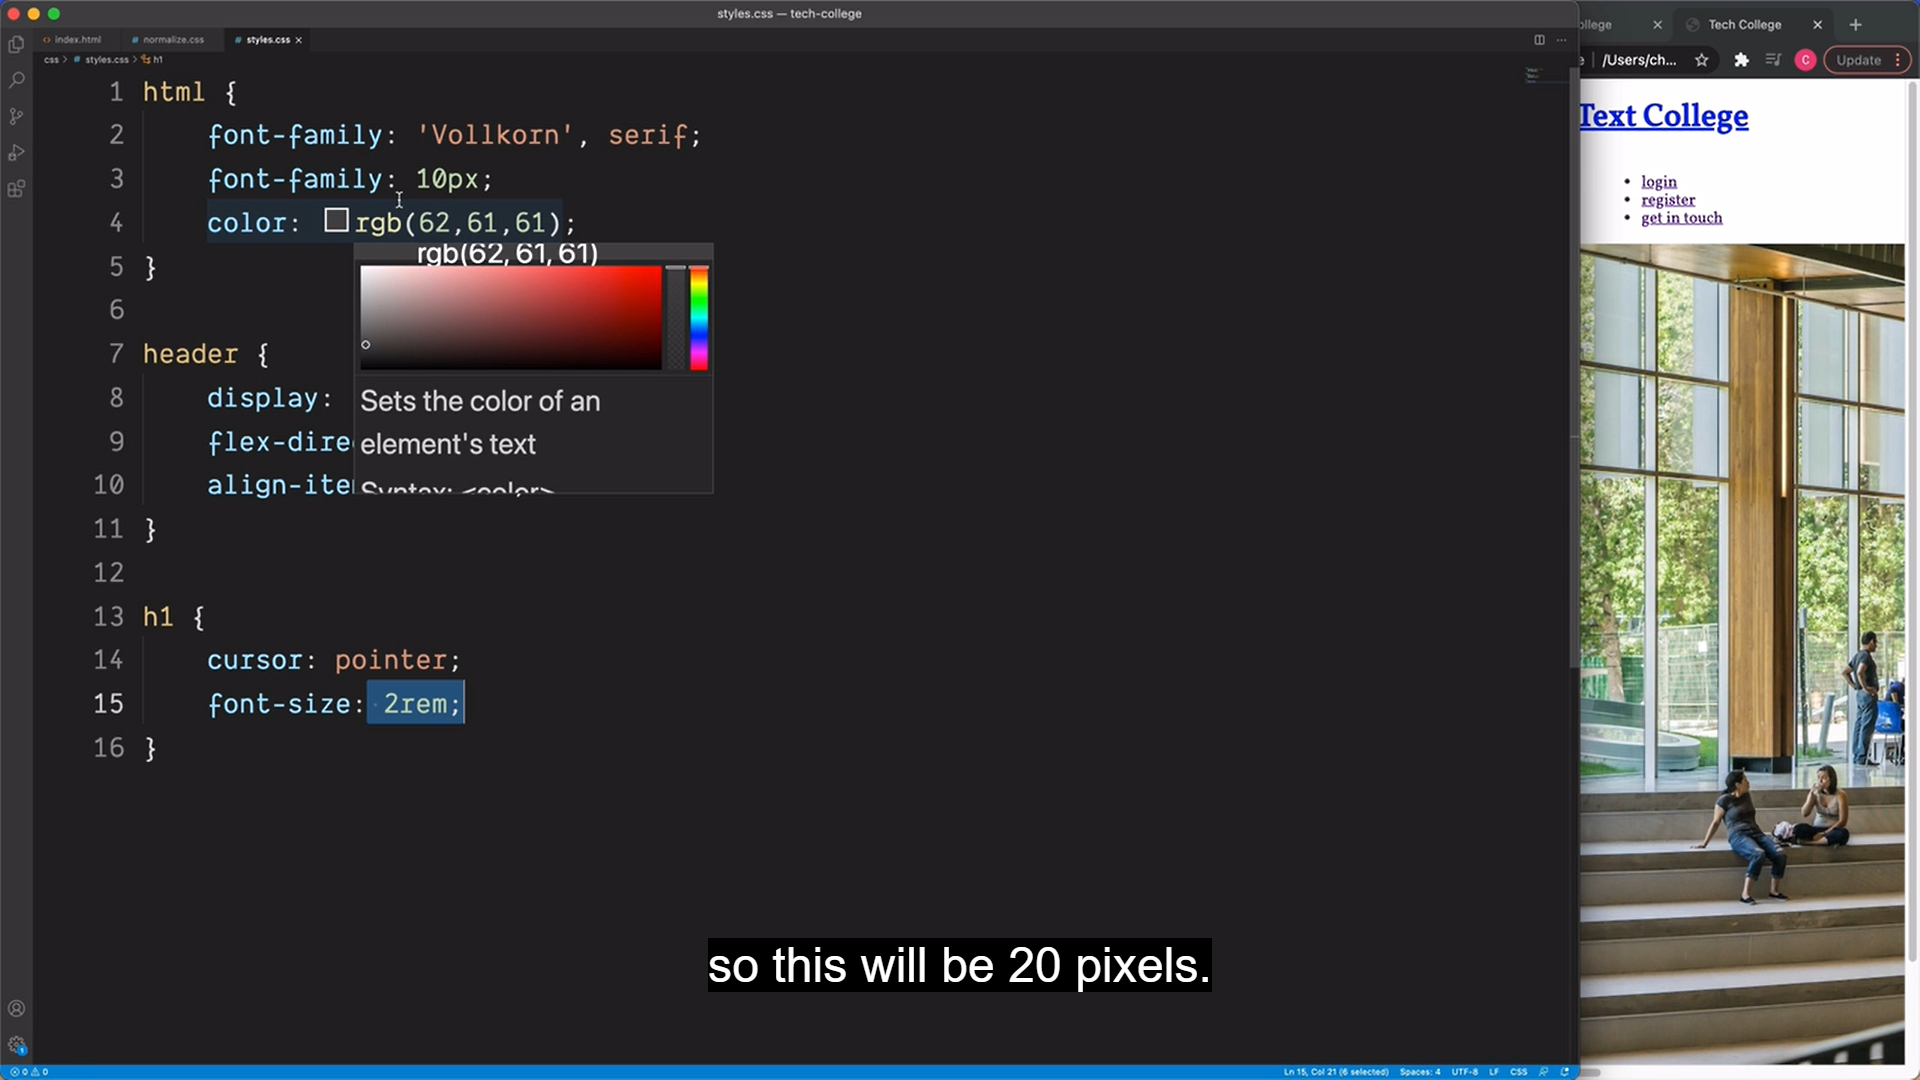 styles.css — tech-college
index.html
normalize.css
styles.css
css > styles.css > h1
1 html {
2 font-family: 'Vollkorn', serif;
3 font-family: 10px;
4 color: rgb(62,61,61);
rgb(62, 61, 61)
5 }
6
7 header {
8 display:
9 flex-dire
10 align-ite
Sets the color of an
element's text
Syntax: <color>
11 }
12
13 h1 {
14 cursor: pointer;
15 font-size: 2rem;
16 }
so this will be 20 pixels.
0 0
Ln 15, Col 21 (6 selected)
Spaces: 4
UTF-8
LF
CSS
llege
Tech College
/Users/ch...
C
Update
Text College
login
register
get in touch